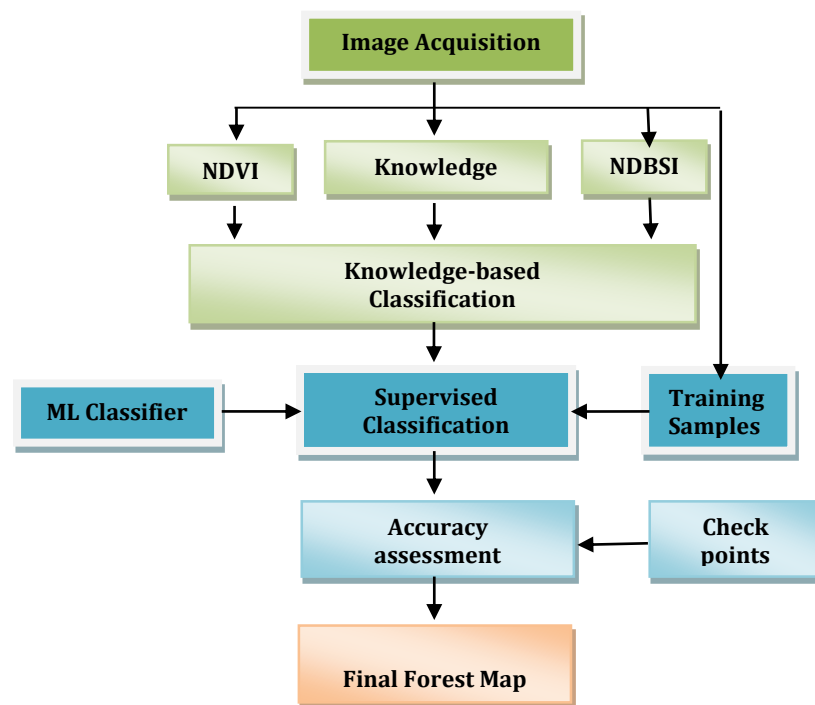 Image Acquisition
NDVI
Knowledge
NDBSI
Knowledge-based
Classification
ML Classifier
Supervised
Classification
Training
Samples
Accuracy
assessment
Check
points
Final Forest Map